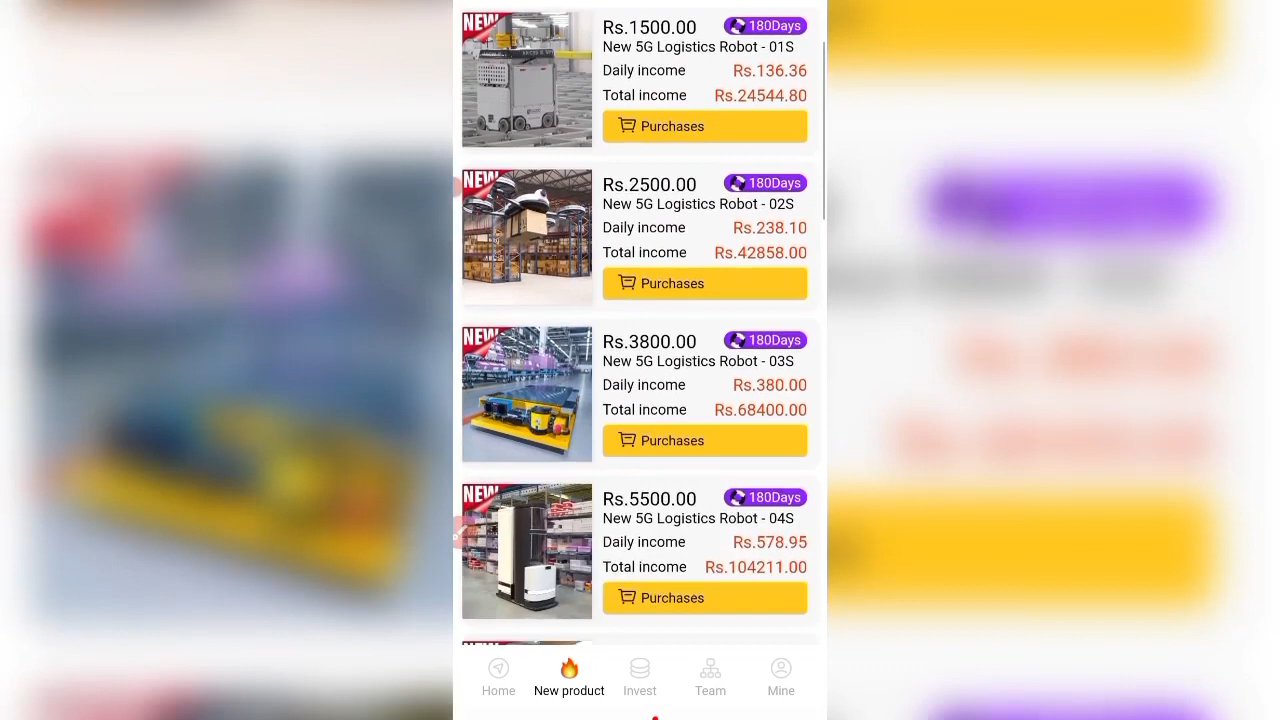 NEW
Rs.1500.00
180Days
New 5G Logistics Robot - 01S
Daily income Rs.136.36
Total income Rs.24544.80
Purchases
NEW
Rs.2500.00
180Days
New 5G Logistics Robot - 02S
Daily income Rs.238.10
Total income Rs.42858.00
Purchases
NEW
Rs.3800.00
180Days
New 5G Logistics Robot - 03S
Daily income Rs.380.00
Total income Rs.68400.00
Purchases
NEW
Rs.5500.00
180Days
New 5G Logistics Robot - 04S
Daily income Rs.578.95
Total income Rs.104211.00
Purchases
Home New product Invest Team Mine